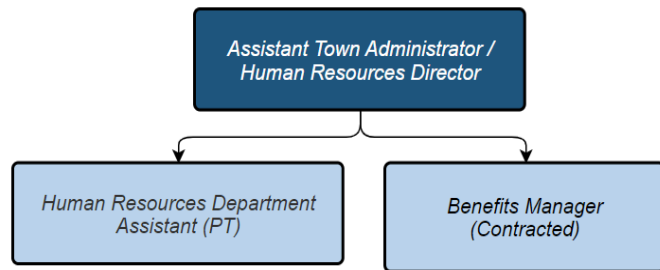 Assistant Town Administrator /
Human Resources Director
Human Resources Department
Assistant (PT)
Benefits Manager
(Contracted)